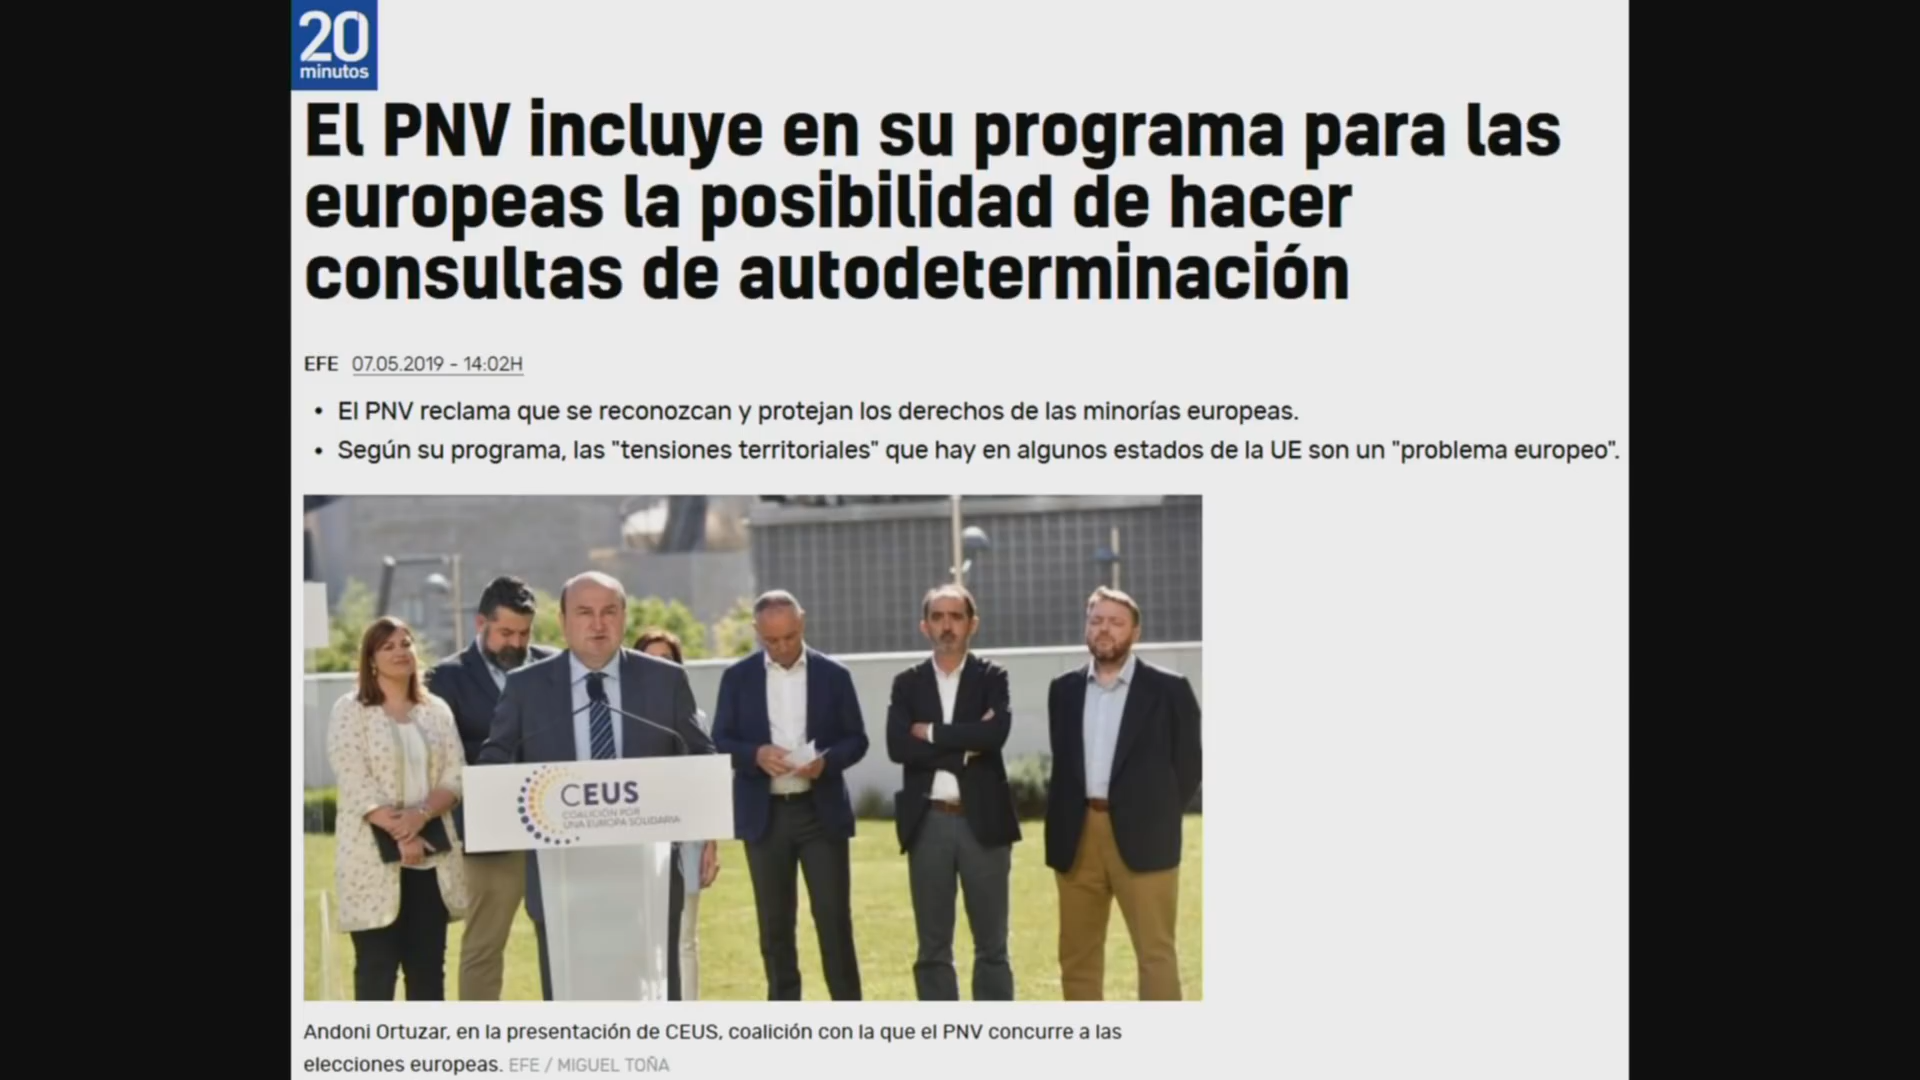 20
minutos
El PNV incluye en su programa para las
europeas la posibilidad de hacer
consultas de autodeterminación
EFE 07.05.2019 - 14:02H
• El PNV reclama que se reconozcan y protejan los derechos de las minorías europeas.
• Según su programa, las "tensiones territoriales" que hay en algunos estados de la UE son un "problema europeo".
CEUS
COALICIÓN POR
UNA EUROPA SOLIDARIA
Andoni Ortuzar, en la presentación de CEUS, coalición con la que el PNV concurre a las
elecciones europeas. EFE / MIGUEL TOÑA